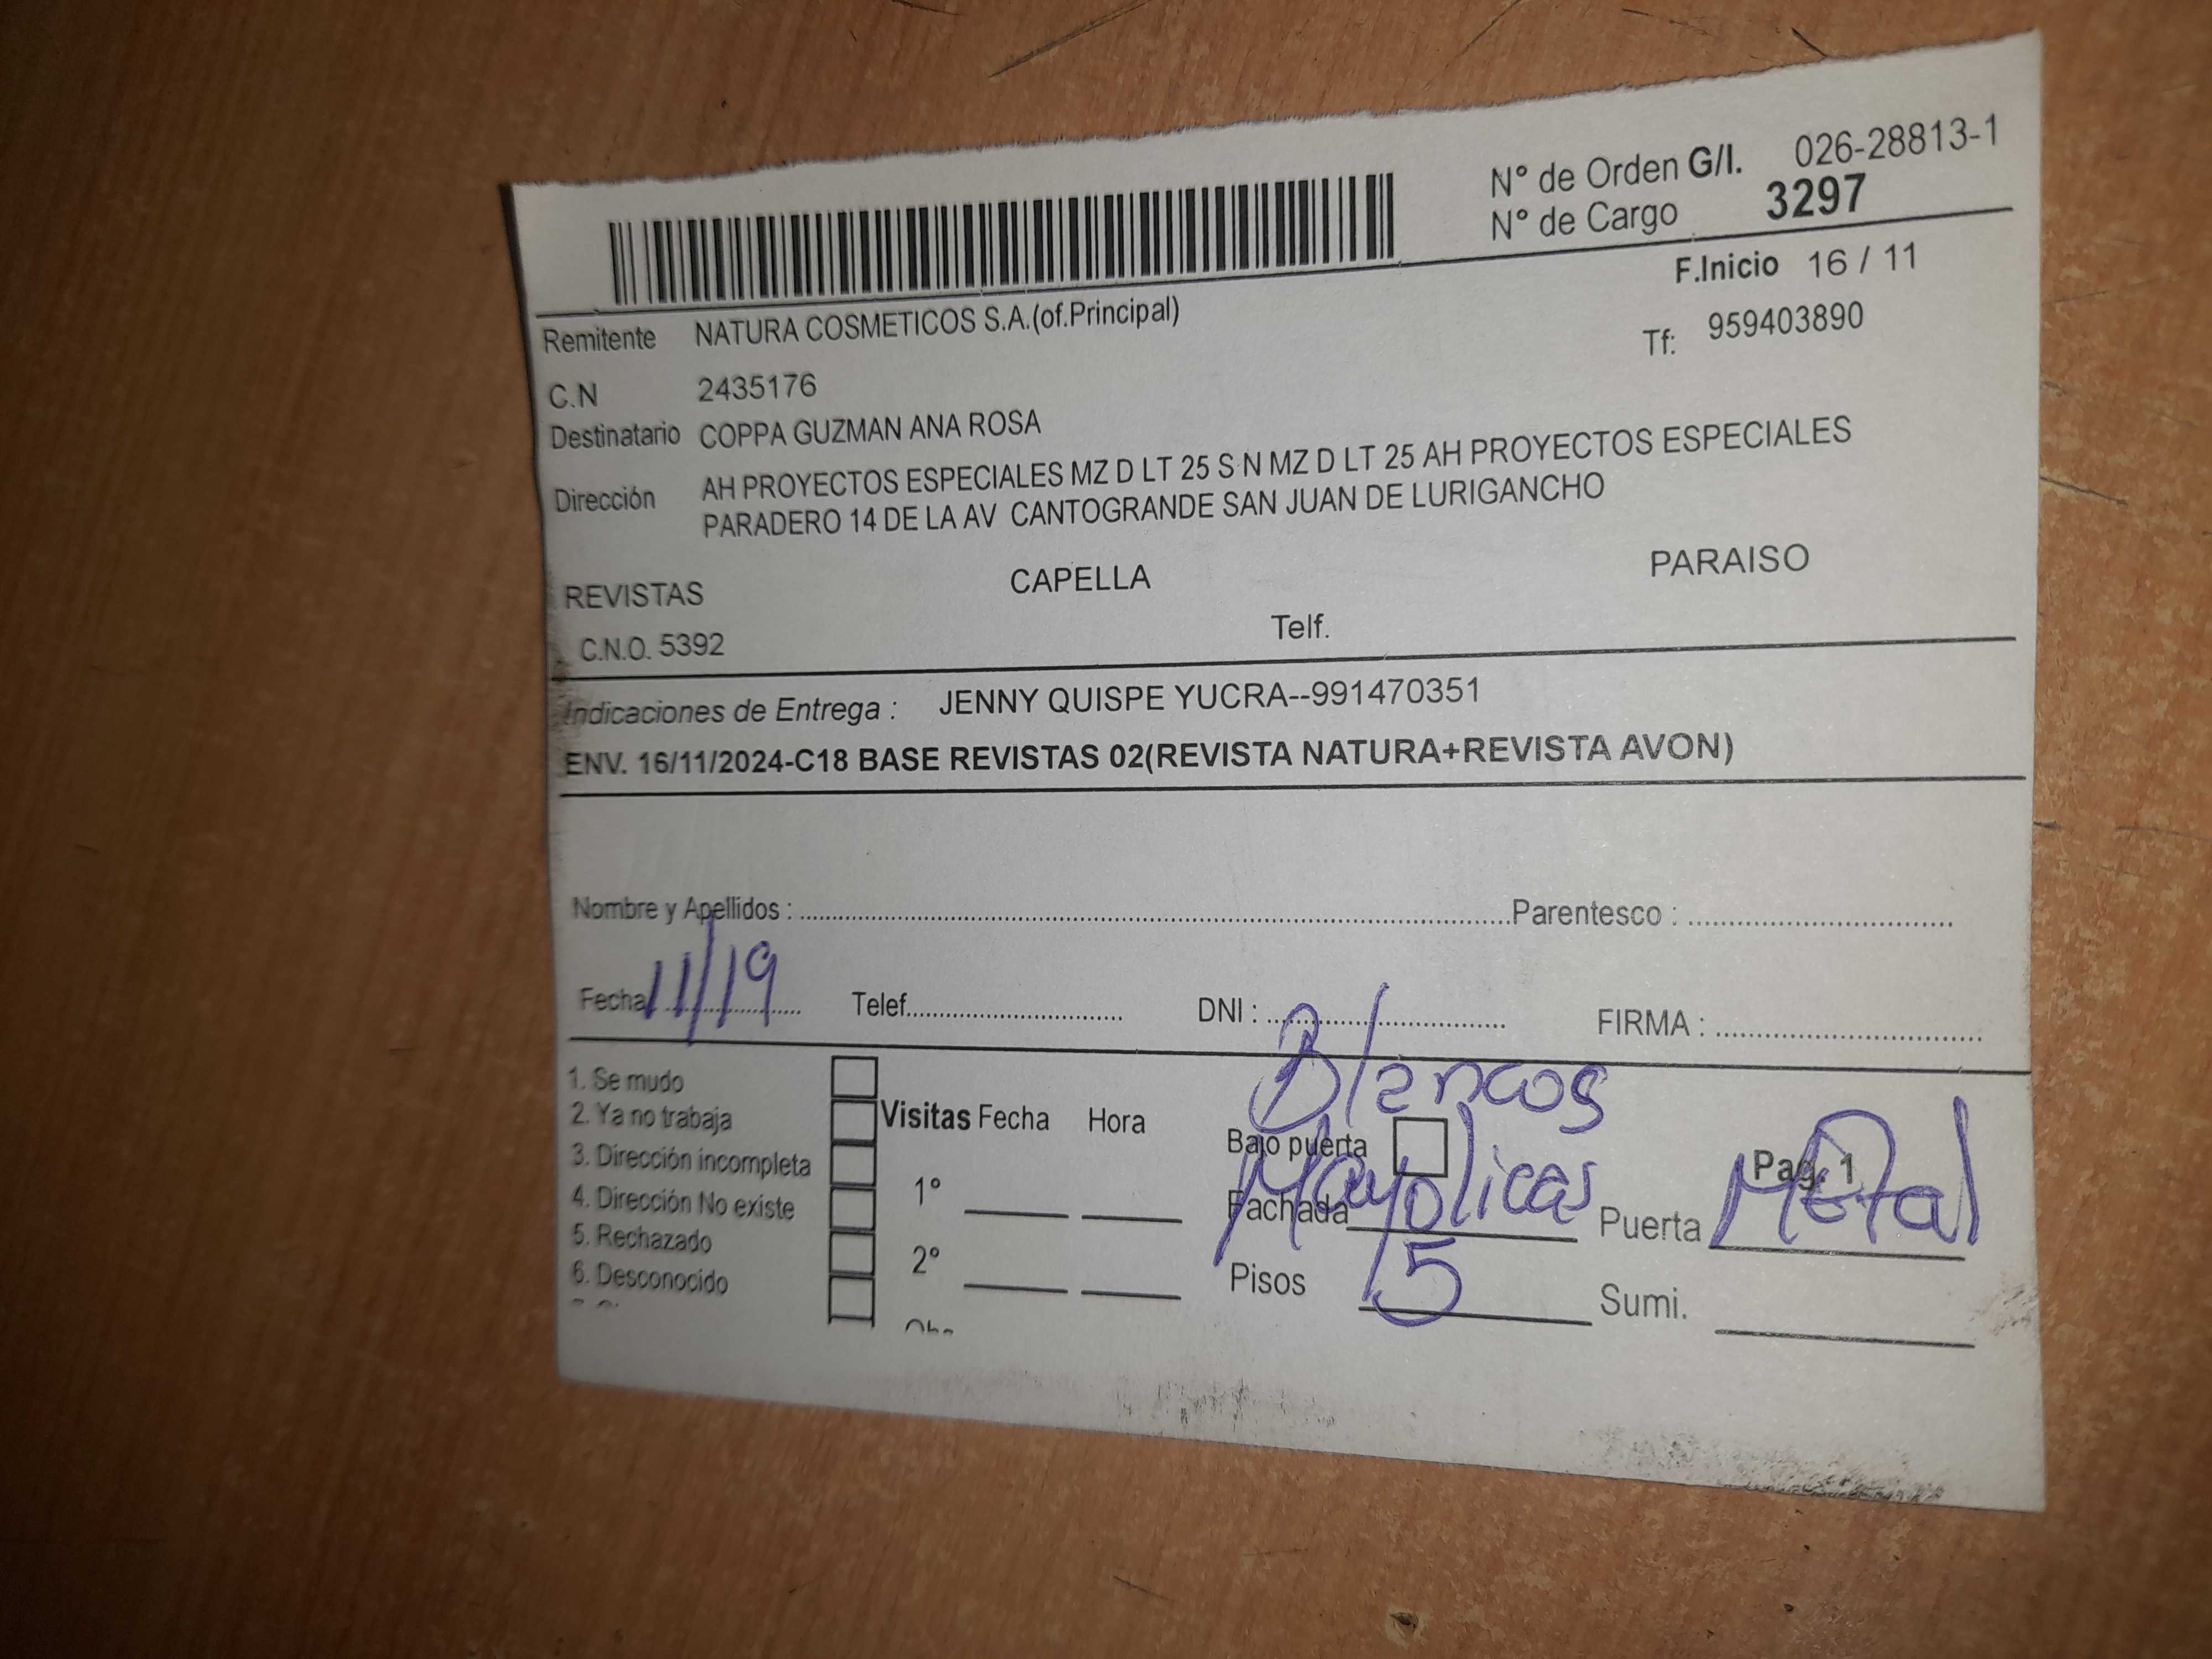 N° de Orden G/I. 026-28813-1
N° de Cargo 3297
F.Inicio 16 / 11
Remitente NATURA COSMETICOS S.A.(of.Principal)
Tf: 959403890
C.N 2435176
Destinatario COPPA GUZMAN ANA ROSA
Dirección AH PROYECTOS ESPECIALES MZ D LT 25 S N MZ D LT 25 AH PROYECTOS ESPECIALES
PARADERO 14 DE LA AV CANTOGRANDE SAN JUAN DE LURIGANCHO
REVISTAS CAPELLA PARAISO
C.N.O. 5392 Telf.
Indicaciones de Entrega : JENNY QUISPE YUCRA--991470351
ENV. 16/11/2024-C18 BASE REVISTAS 02(REVISTA NATURA+REVISTA AVON)
Nombre y Apellidos : Parentesco :
Fecha 11/19 Telef. DNI : FIRMA :
Blancos
1. Se mudo
2. Ya no trabaja Visitas Fecha Hora Bajo puerta
3. Dirección incompleta Pag. 1
4. Dirección No existe 1° Fachada Mayolicas Puerta Metal
5. Rechazado
6. Desconocido 2° Pisos 5 Sumi.